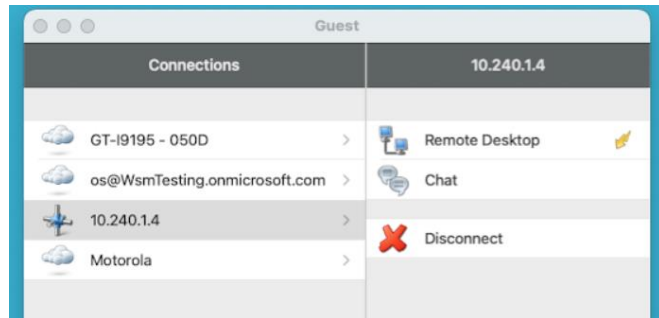 Guest
Connections
10.240.1.4
GT-I9195 - 050D
os@WsmTesting.onmicrosoft.com
10.240.1.4
Motorola
Remote Desktop
Chat
Disconnect